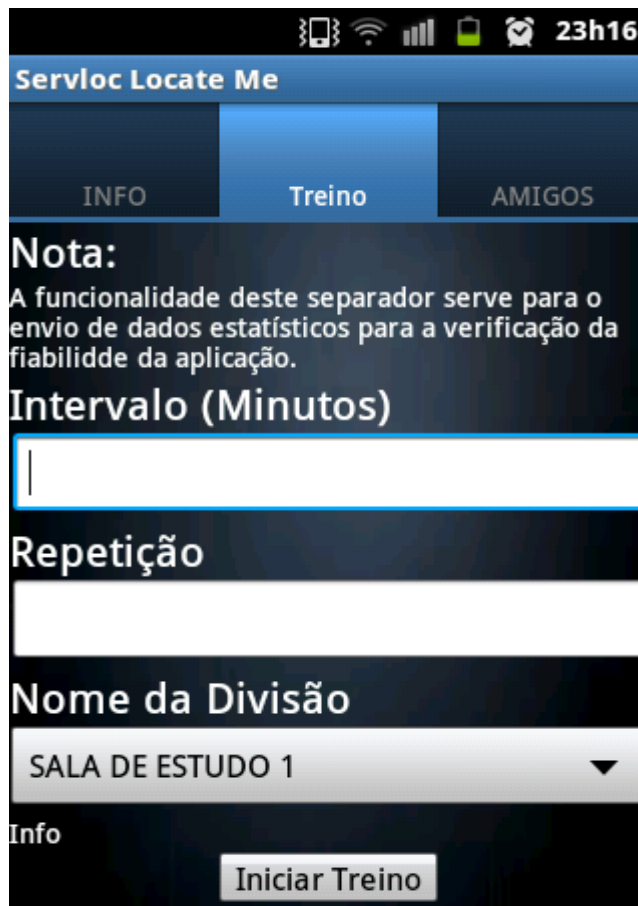 23h16
Servloc Locate Me
INFO
Treino
AMIGOS
Nota:
A funcionalidade deste separador serve para o
envio de dados estatísticos para a verificação da
fiabilidde da aplicação.
Intervalo (Minutos)
Repetição
Nome da Divisão
SALA DE ESTUDO 1
Info
Iniciar Treino